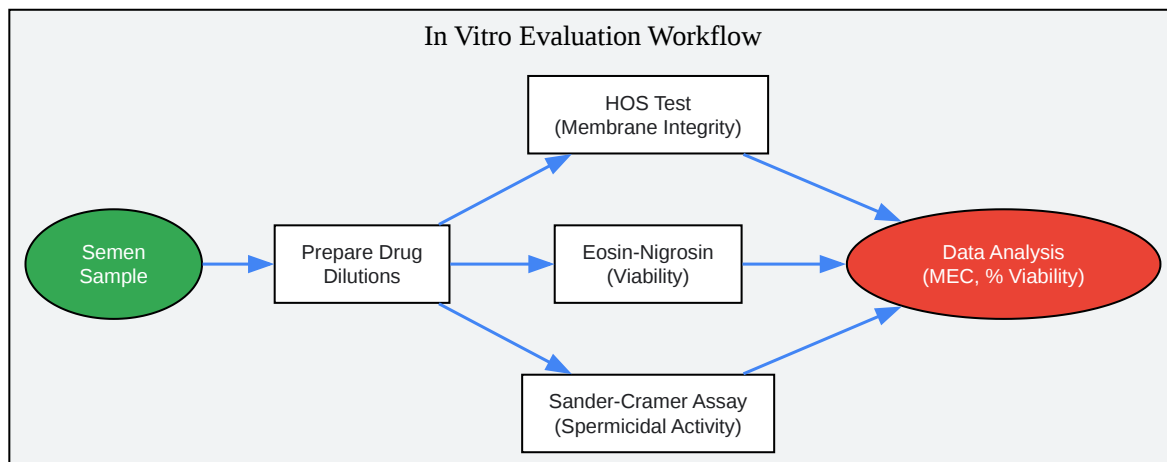 In Vitro Evaluation Workflow
HOS Test
(Membrane Integrity)
Semen
Sample
Prepare Drug
Dilutions
Eosin-Nigrosin
(Viability)
Data Analysis
(MEC, % Viability)
Sander-Cramer Assay
(Spermicidal Activity)